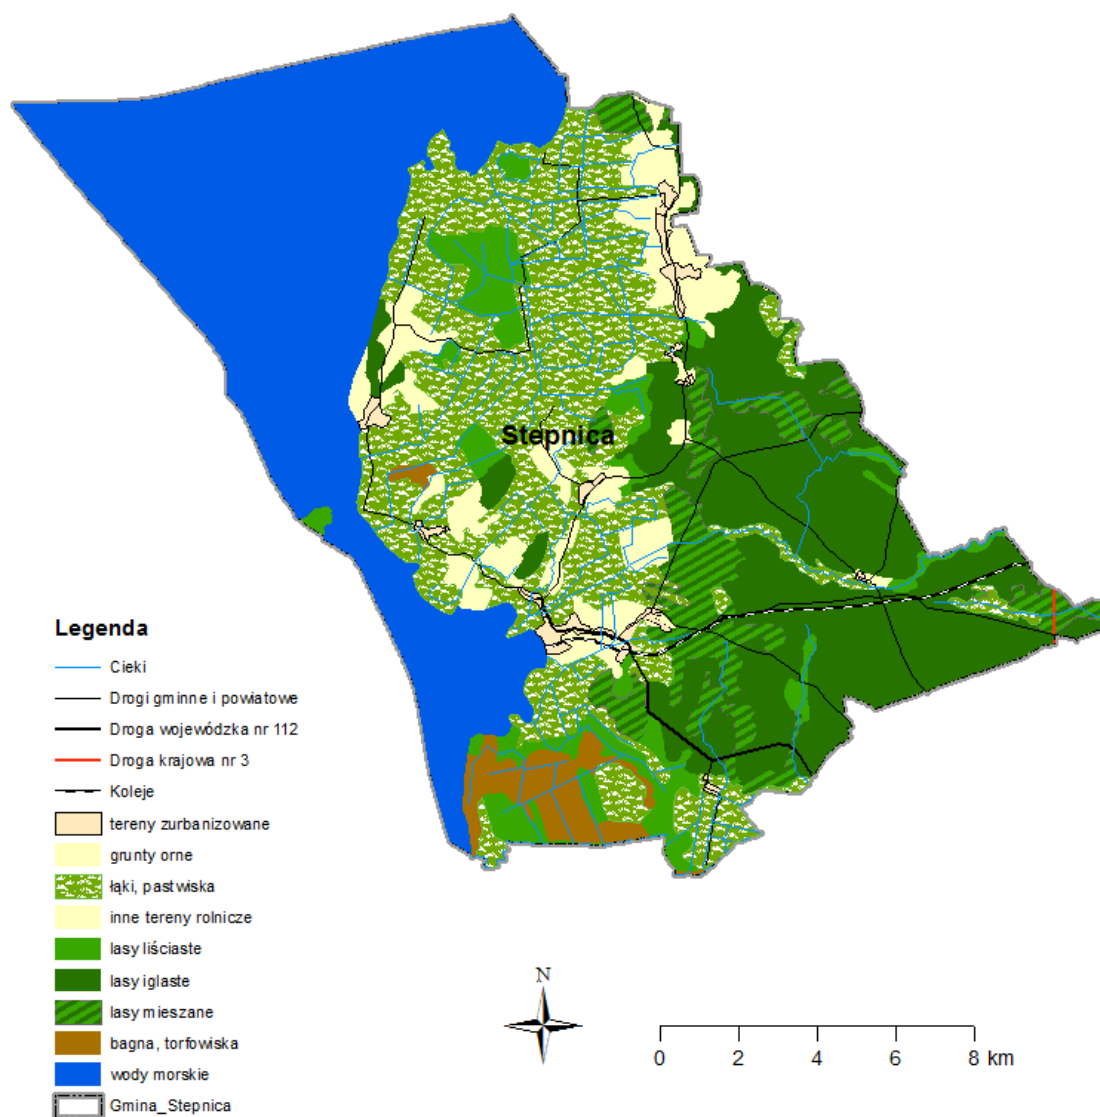 Stepnica
Legenda
Cieki
Drogi gminne i powiatowe
Droga wojewódzka nr 112
Droga krajowa nr 3
Koleje
tereny zurbanizowane
grunty orne
łąki, pastwiska
inne tereny rolnicze
lasy liściaste
lasy iglaste
lasy mieszane
bagna, torfowiska
wody morskie
Gmina_Stepnica
N
0 2 4 6 8 km